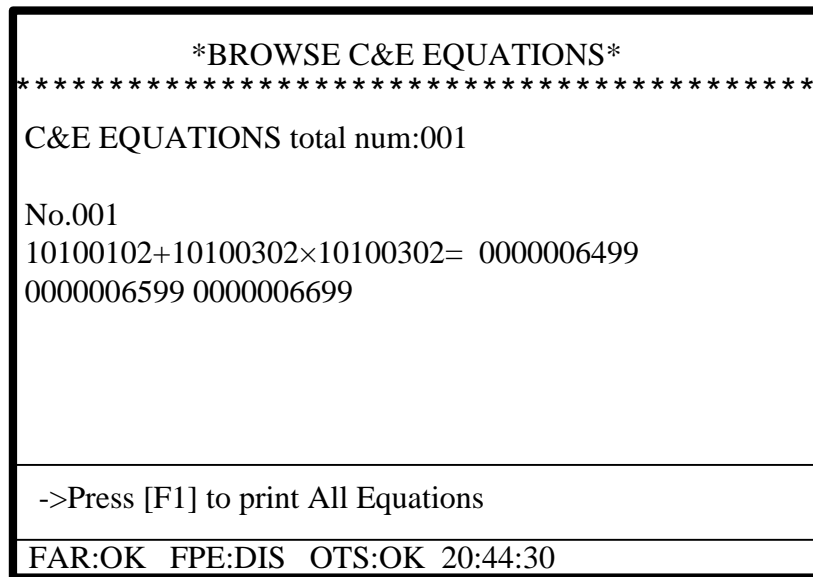 *BROWSE C&E EQUATIONS*
*******************************************
C&E EQUATIONS total num:001
No.001
10100102+10100302×10100302= 0000006499
0000006599 0000006699
->Press [F1] to print All Equations
FAR:OK FPE:DIS OTS:OK 20:44:30